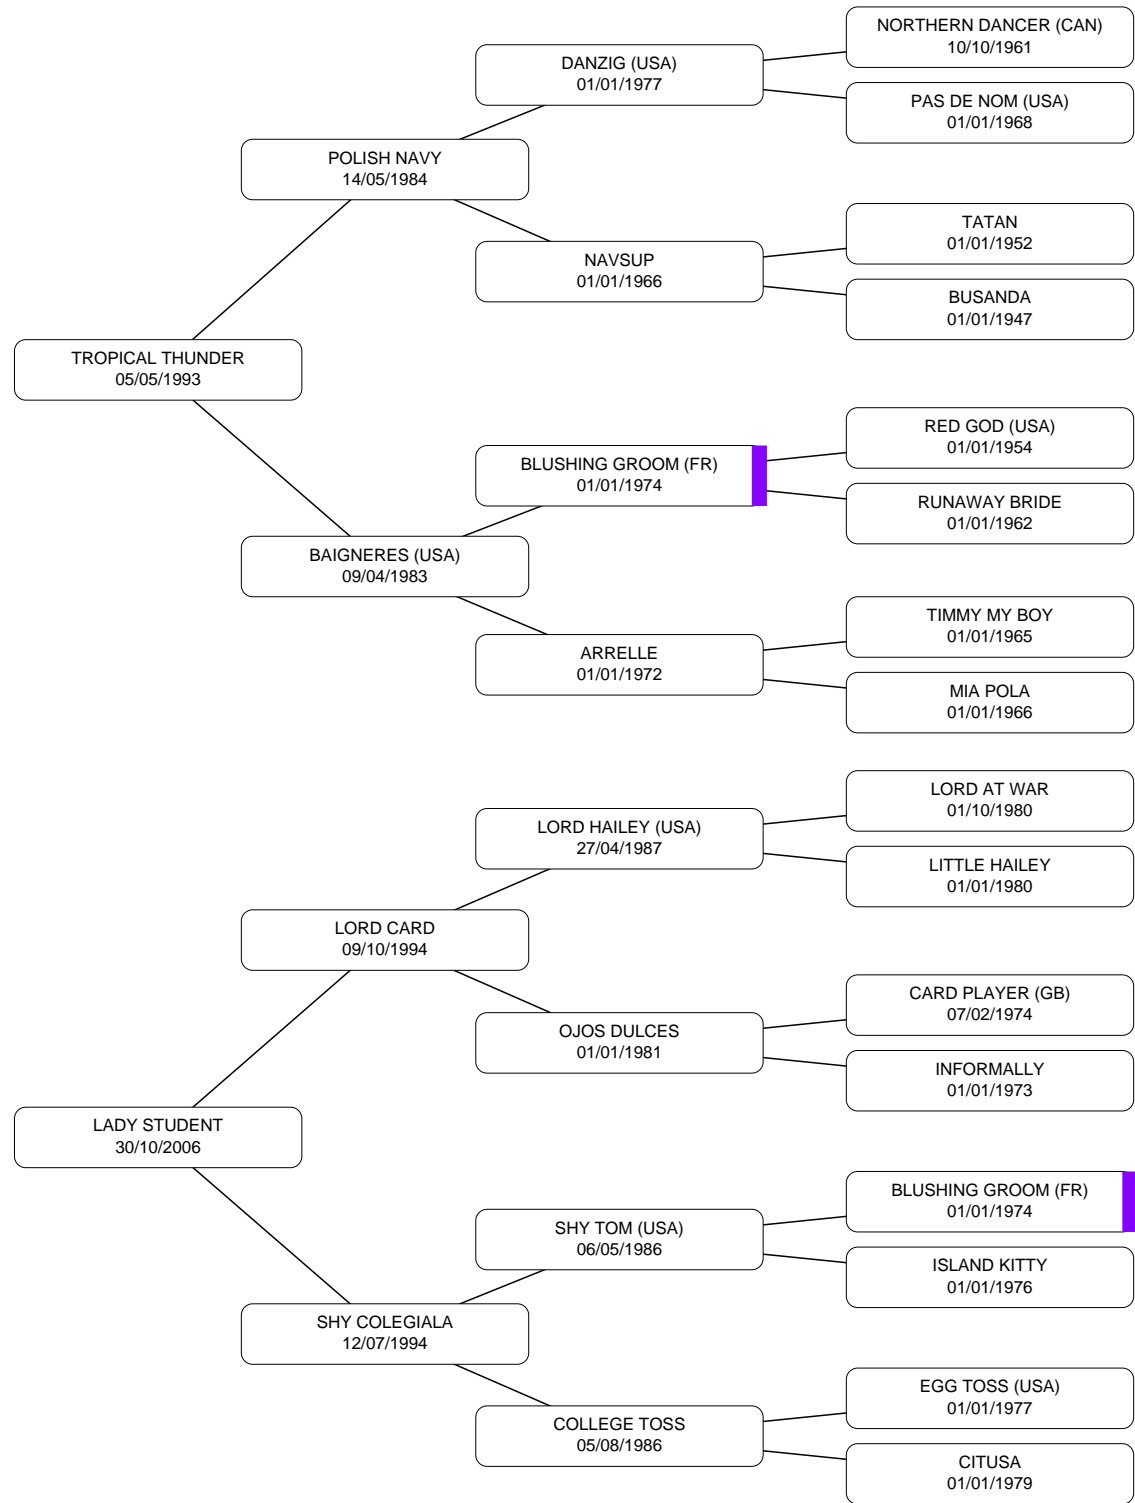 NORTHERN DANCER (CAN)
10/10/1961
DANZIG (USA)
01/01/1977
PAS DE NOM (USA)
01/01/1968
POLISH NAVY
14/05/1984
TATAN
01/01/1952
NAVSUP
01/01/1966
BUSANDA
01/01/1947
TROPICAL THUNDER
05/05/1993
RED GOD (USA)
01/01/1954
BLUSHING GROOM (FR)
01/01/1974
RUNAWAY BRIDE
01/01/1962
BAIGNERES (USA)
09/04/1983
TIMMY MY BOY
01/01/1965
ARRELLE
01/01/1972
MIA POLA
01/01/1966
LORD AT WAR
01/10/1980
LORD HAILEY (USA)
27/04/1987
LITTLE HAILEY
01/01/1980
LORD CARD
09/10/1994
CARD PLAYER (GB)
07/02/1974
OJOS DULCES
01/01/1981
INFORMALLY
01/01/1973
LADY STUDENT
30/10/2006
BLUSHING GROOM (FR)
01/01/1974
SHY TOM (USA)
06/05/1986
ISLAND KITTY
01/01/1976
SHY COLEGIALA
12/07/1994
EGG TOSS (USA)
01/01/1977
COLLEGE TOSS
05/08/1986
CITUSA
01/01/1979